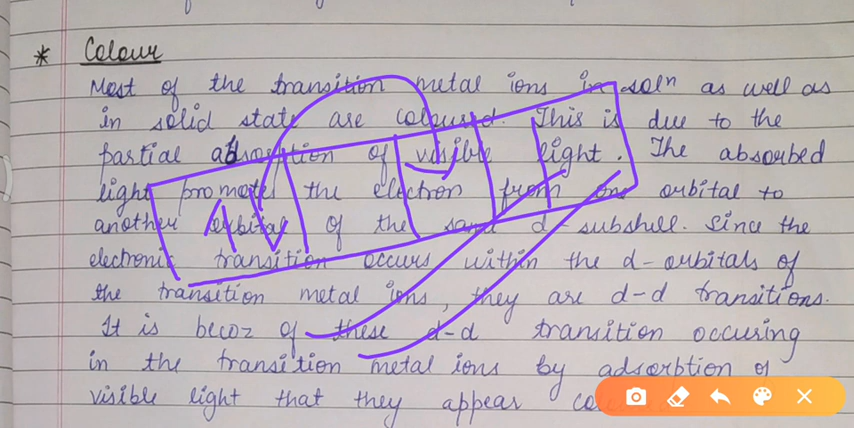 * Colour
Most of the transition metal ions in soln as well as
in solid state are coloured. This is due to the
partial absorption of visible light. The absorbed
light promotes the electron from one orbital to
another orbital of the same d-subshell. Since the
electronic transition occurs within the d-orbitals of
the transition metal ions, they are d-d transitions.
It is becoz of these d-d transition occuring
in the transition metal ions by adsorbtion of
visible light that they appear